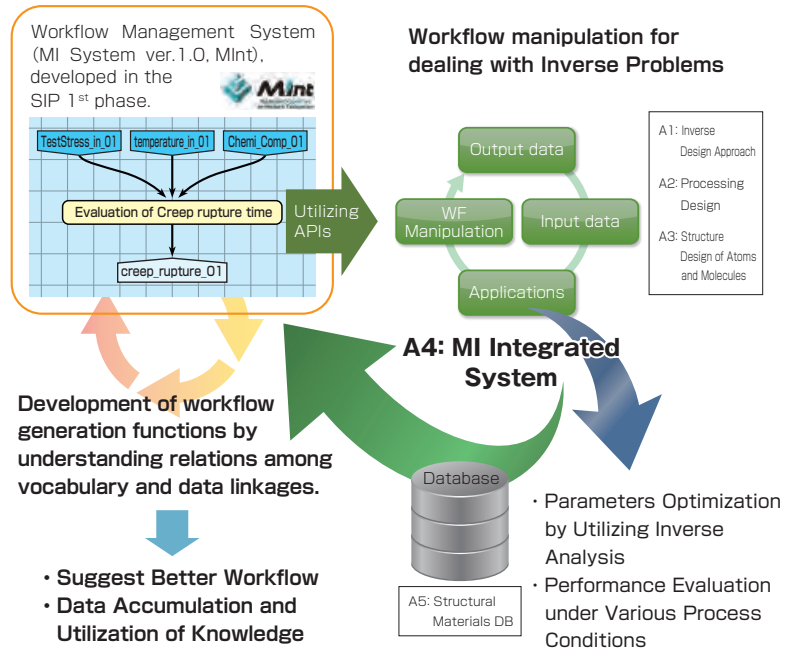 Workflow Management System
(MI System ver.1.0, MInt),
developed in the
SIP 1st phase.
MInt
TestStress_in_01
temperature_in_01
Chemi_Comp_01
Evaluation of Creep rupture time
creep_rupture_01
Utilizing
APIs
Workflow manipulation for
dealing with Inverse Problems
Output data
WF
Manipulation
Input data
Applications
A1: Inverse
Design Approach
A2: Processing
Design
A3: Structure
Design of Atoms
and Molecules
A4: MI Integrated
System
Development of workflow
generation functions by
understanding relations among
vocabulary and data linkages.
・Suggest Better Workflow
・Data Accumulation and
Utilization of Knowledge
Database
A5: Structural
Materials DB
・Parameters Optimization
by Utilizing Inverse
Analysis
・Performance Evaluation
under Various Process
Conditions